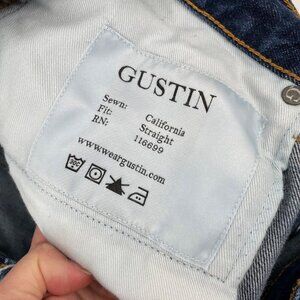 GUSTIN
Sewn: California
Fit: Straight
RN: 116699
www.weargustin.com